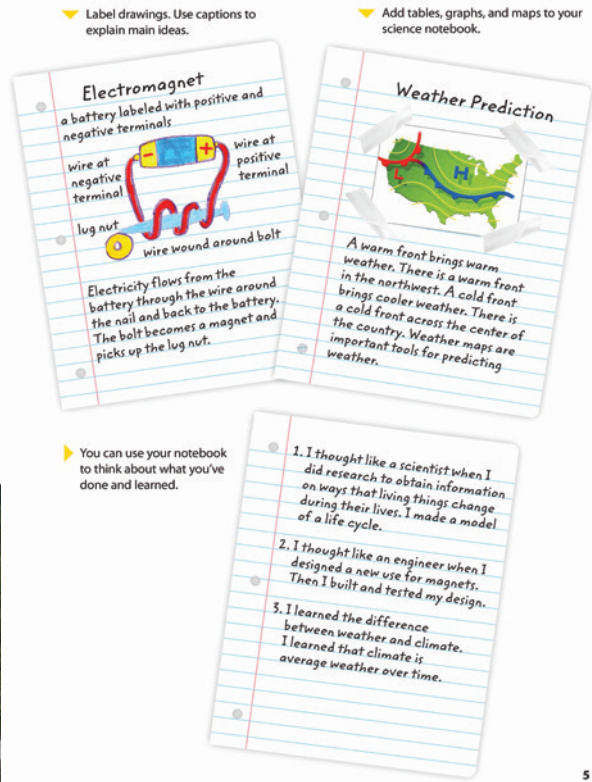 Label drawings. Use captions to
explain main ideas.
Add tables, graphs, and maps to your
science notebook.
Electromagnet
a battery labeled with positive and
negative terminals
- +
wire at
negative
terminal
wire at
positive
terminal
lug nut
wire wound around bolt
Electricity flows from the
battery through the wire around
the nail and back to the battery.
The bolt becomes a magnet and
picks up the lug nut.
Weather Prediction
L H
A warm front brings warm
weather. There is a warm front
in the northwest. A cold front
brings cooler weather. There is
a cold front across the center of
the country. Weather maps are
important tools for predicting
weather.
You can use your notebook
to think about what you've
done and learned.
1. I thought like a scientist when I
did research to obtain information
on ways that living things change
during their lives. I made a model
of a life cycle.
2. I thought like an engineer when I
designed a new use for magnets.
Then I built and tested my design.
3. I learned the difference
between weather and climate.
I learned that climate is
average weather over time.
5